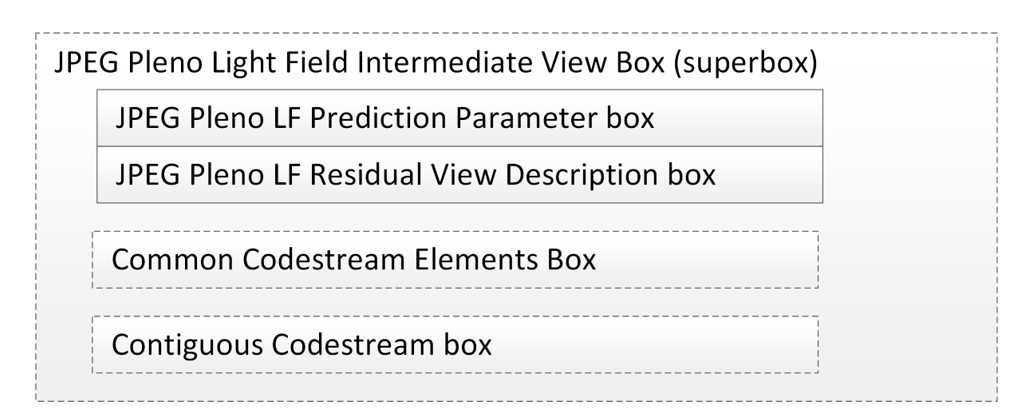 JPEG Pleno Light Field Intermediate View Box (superbox)
JPEG Pleno LF Prediction Parameter box
JPEG Pleno LF Residual View Description box
Common Codestream Elements Box
Contiguous Codestream box